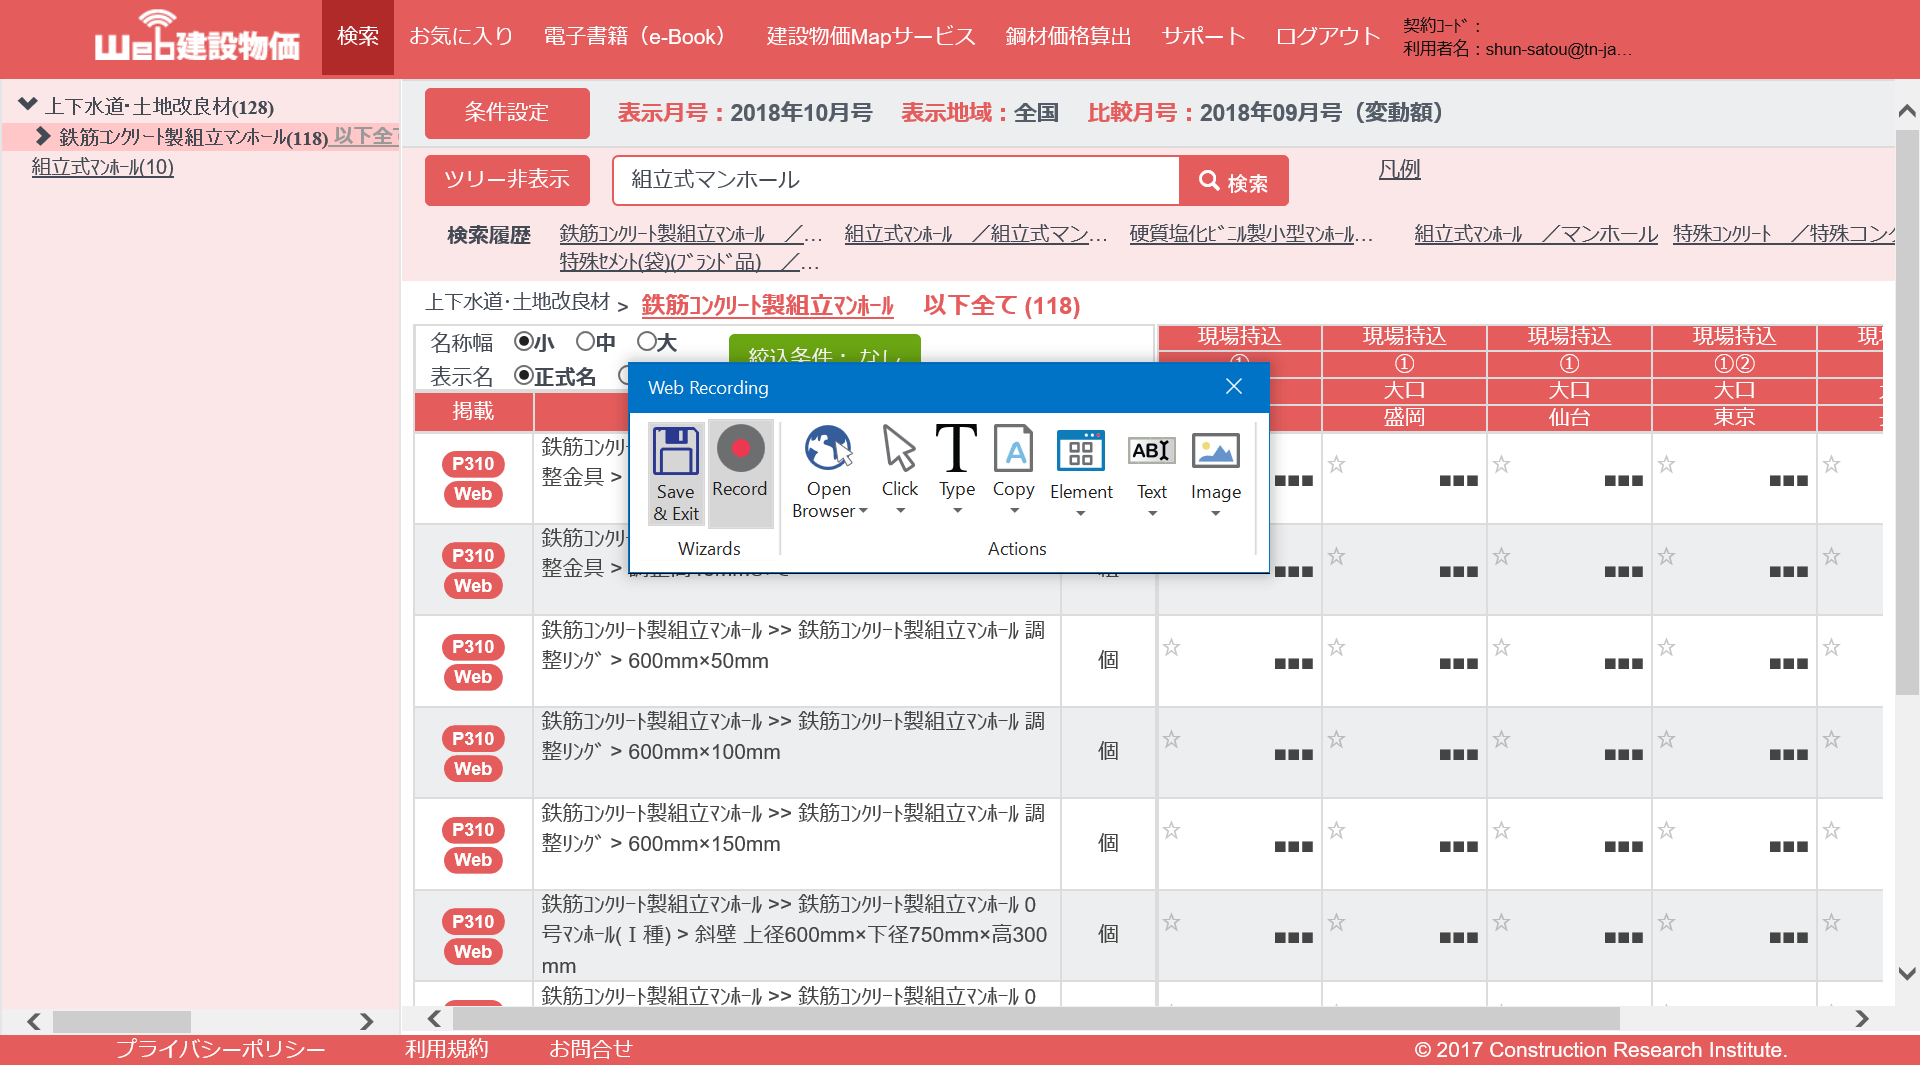 Web建設物価
検索 お気に入り 電子書籍（e-Book） 建設物価Mapサービス 鋼材価格算出 サポート ログアウト
契約ｺｰﾄﾞ：
利用者名：shun-satou@tn-ja...
上下水道･土地改良材(128)
鉄筋ｺﾝｸﾘｰﾄ製組立ﾏﾝﾎｰﾙ(118) 以下全て
組立式ﾏﾝﾎｰﾙ(10)
条件設定 表示月号：2018年10月号 表示地域：全国 比較月号：2018年09月号（変動額）
ツリー非表示 組立式マンホール 検索 凡例
検索履歴 鉄筋ｺﾝｸﾘｰﾄ製組立ﾏﾝﾎｰﾙ ／... 組立式ﾏﾝﾎｰﾙ ／組立式マン... 硬質塩化ﾋﾞﾆﾙ製小型ﾏﾝﾎｰﾙ... 組立式ﾏﾝﾎｰﾙ ／マンホール 特殊ｺﾝｸﾘｰﾄ ／特殊コン
特殊ｾﾒﾝﾄ(袋)(ﾌﾞﾗﾝﾄﾞ品) ／...
上下水道･土地改良材 > 鉄筋ｺﾝｸﾘｰﾄ製組立ﾏﾝﾎｰﾙ 以下全て (118)
名称幅 小 中 大 絞込条件： なし
表示名 正式名
掲載
現場持込 現場持込 現場持込 現場持込 現場
① ① ①②
大口 大口 大口
盛岡 仙台 東京
Web Recording
Save & Exit
Record
Wizards
Open Browser
Click
Type
Copy
Element
Text
Image
Actions
P310
Web
鉄筋ｺﾝｸﾘｰ
整金具 >
P310
Web
鉄筋ｺﾝｸﾘｰ
整金具 >
P310
Web
鉄筋ｺﾝｸﾘｰﾄ製組立ﾏﾝﾎｰﾙ >> 鉄筋ｺﾝｸﾘｰﾄ製組立ﾏﾝﾎｰﾙ 調
整ﾘﾝｸﾞ > 600mm×50mm
個
P310
Web
鉄筋ｺﾝｸﾘｰﾄ製組立ﾏﾝﾎｰﾙ >> 鉄筋ｺﾝｸﾘｰﾄ製組立ﾏﾝﾎｰﾙ 調
整ﾘﾝｸﾞ > 600mm×100mm
個
P310
Web
鉄筋ｺﾝｸﾘｰﾄ製組立ﾏﾝﾎｰﾙ >> 鉄筋ｺﾝｸﾘｰﾄ製組立ﾏﾝﾎｰﾙ 調
整ﾘﾝｸﾞ > 600mm×150mm
個
P310
Web
鉄筋ｺﾝｸﾘｰﾄ製組立ﾏﾝﾎｰﾙ >> 鉄筋ｺﾝｸﾘｰﾄ製組立ﾏﾝﾎｰﾙ 0
号ﾏﾝﾎｰﾙ(Ⅰ種) > 斜壁 上径600mm×下径750mm×高300
mm
個
鉄筋ｺﾝｸﾘｰﾄ製組立ﾏﾝﾎｰﾙ >> 鉄筋ｺﾝｸﾘｰﾄ製組立ﾏﾝﾎｰﾙ 0
プライバシーポリシー 利用規約 お問合せ © 2017 Construction Research Institute.